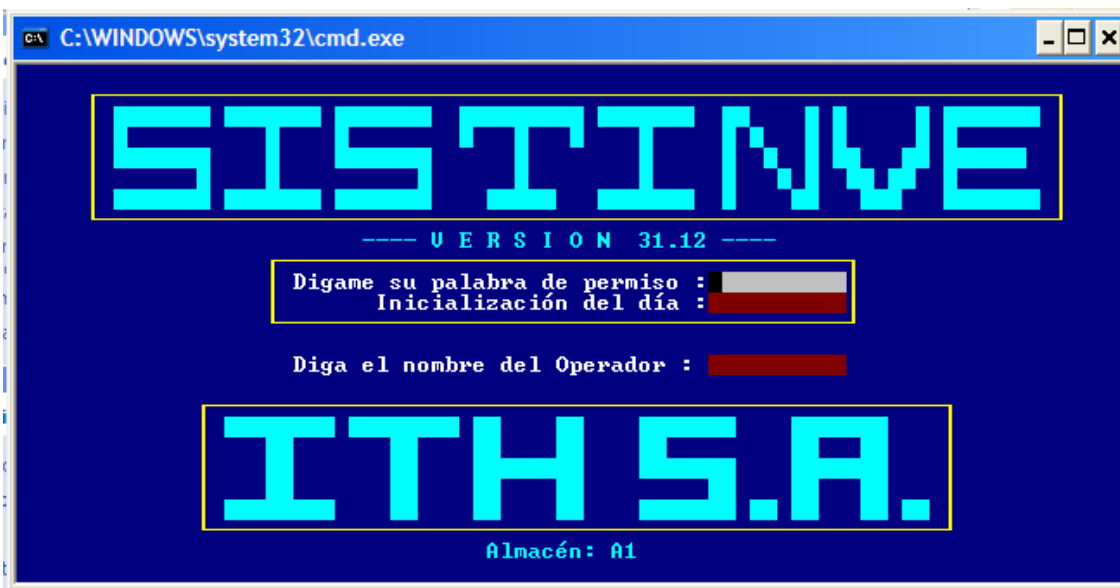 C:\WINDOWS\system32\cmd.exe
SISTINVE
---- V E R S I O N 31.12 ----
Digame su palabra de permiso :
Inicialización del día :
Diga el nombre del Operador :
ITH S.A.
Almacén: A1